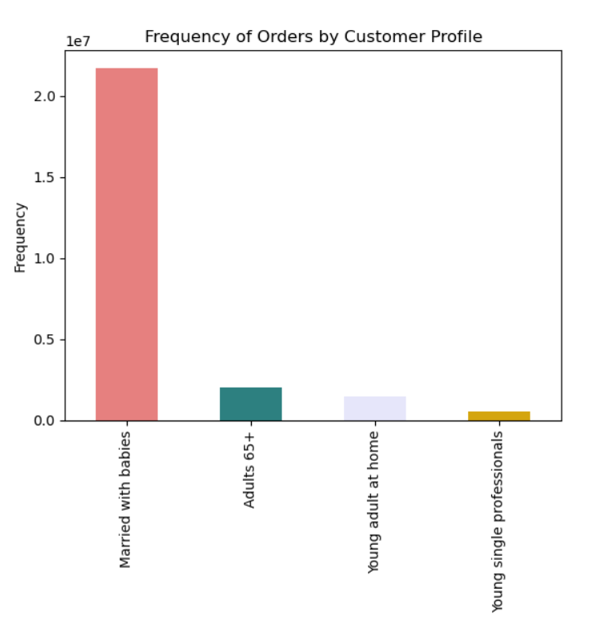 Frequency of Orders by Customer Profile
1e7
Frequency
2.0
1.5
1.0
0.5
0.0
Married with babies
Adults 65+
Young adult at home
Young single professionals